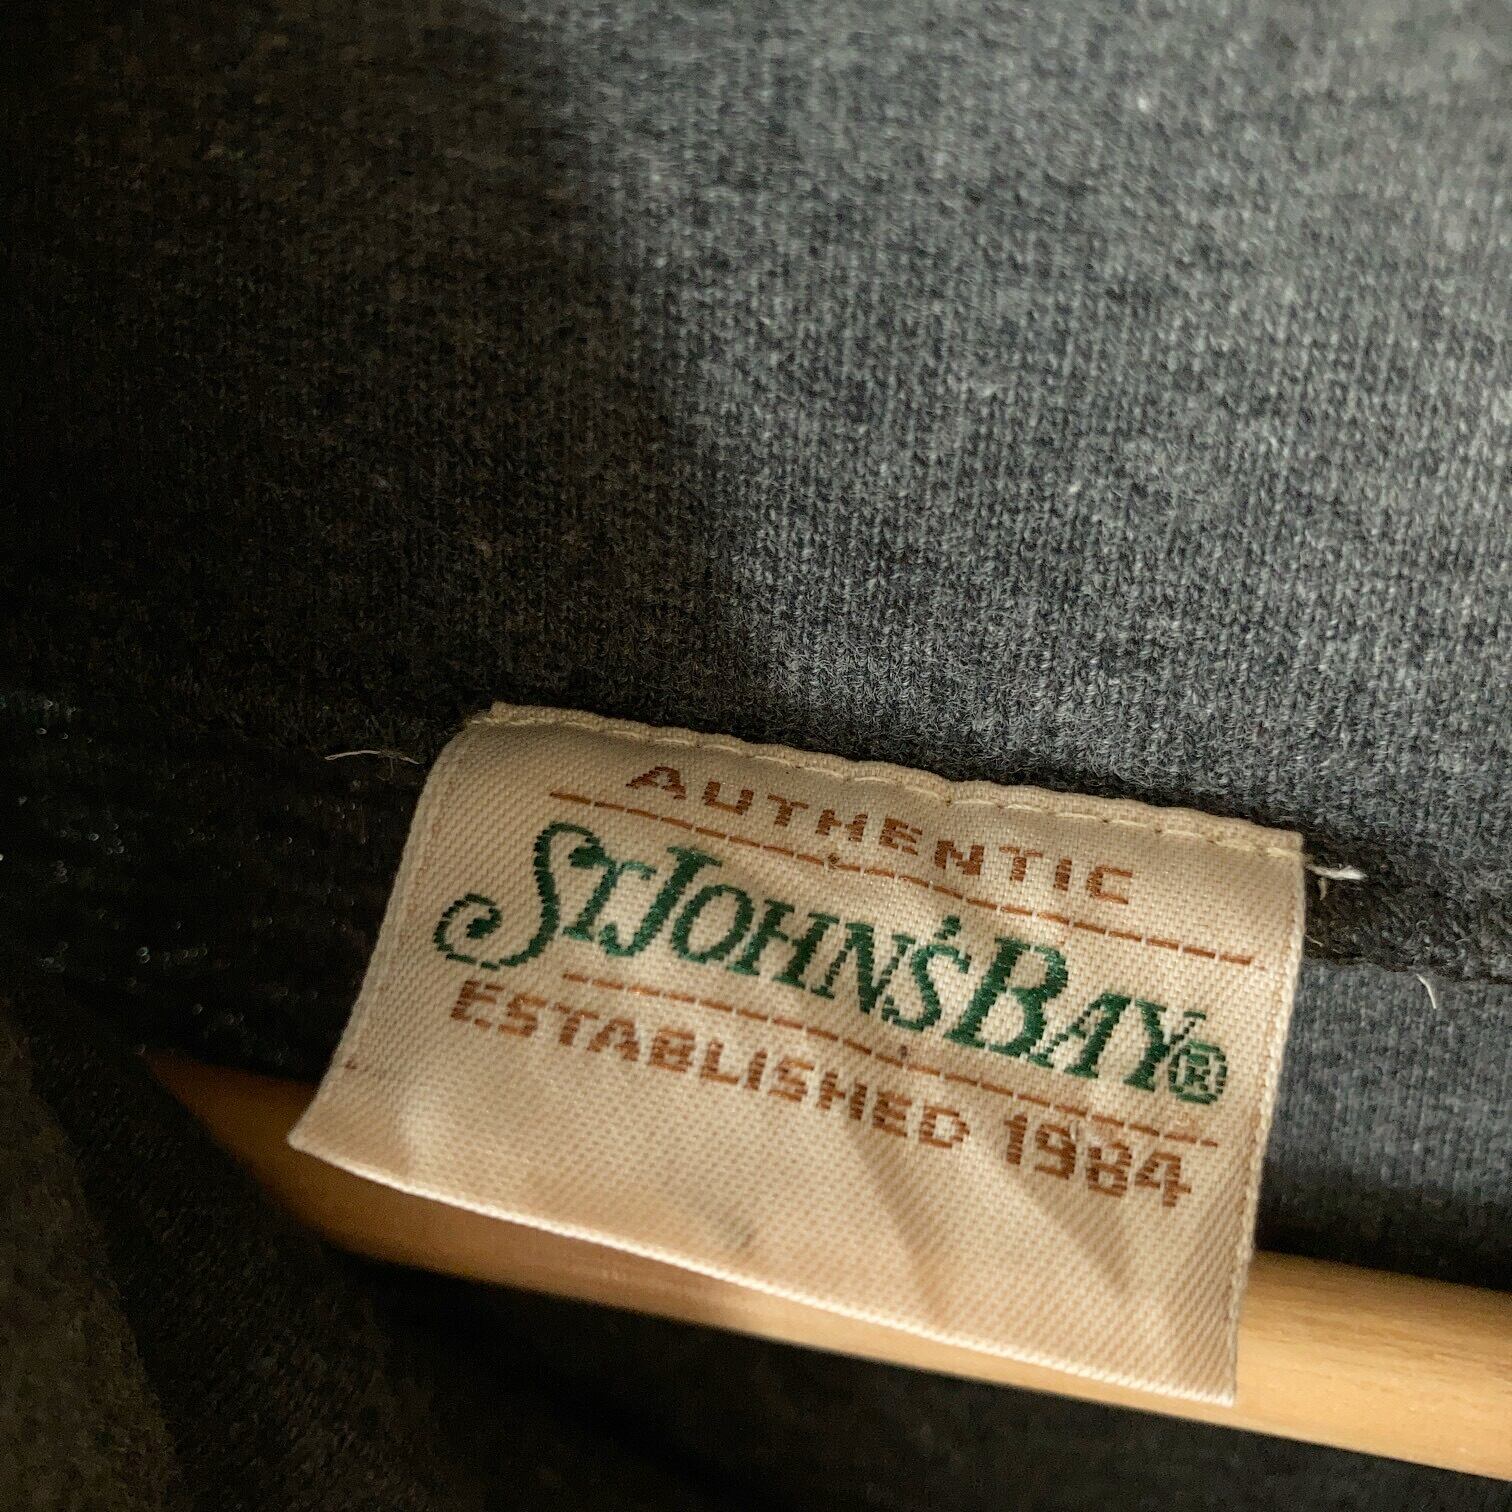 AUTHENTIC
ST. JOHN'S BAY®
ESTABLISHED 1984